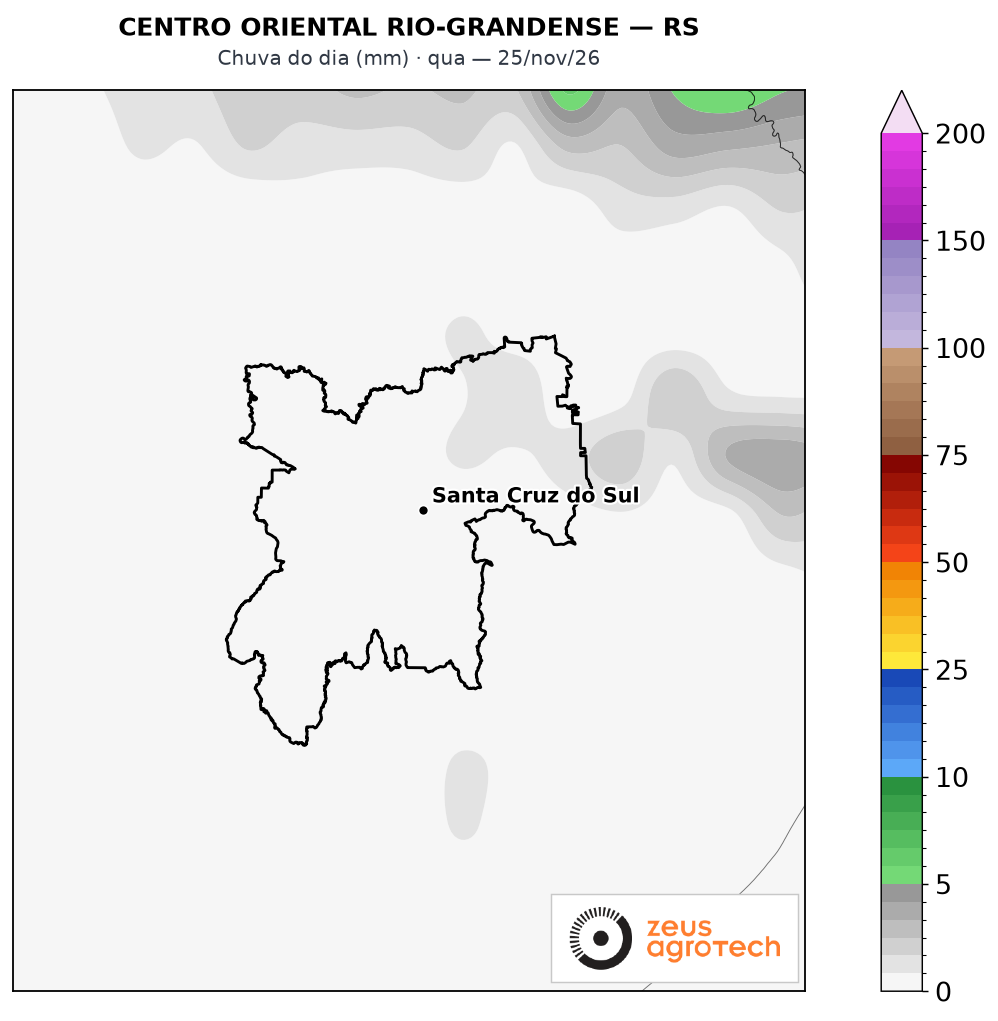 CENTRO ORIENTAL RIO-GRANDENSE — RS
Chuva do dia (mm) · qua — 25/nov/26
200
150
100
75
50
25
10
5
0
Santa Cruz do Sul
zeus
agrotech